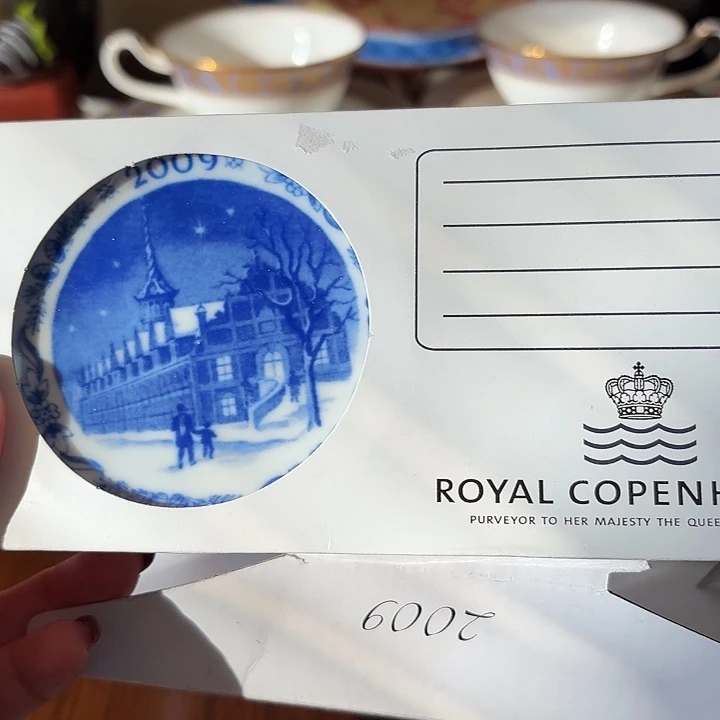 2009
ROYAL COPENH
PURVEYOR TO HER MAJESTY THE QUEE
2009